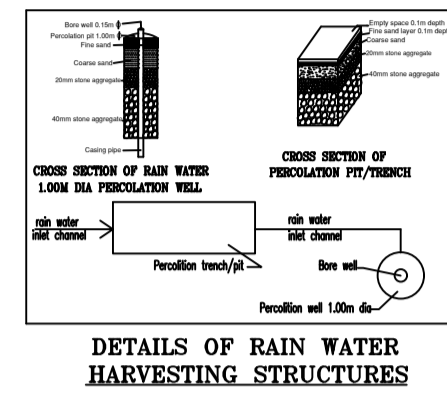 Bore well 0.15m ϕ
Percolation pit 1.00m ϕ
Fine sand
Coarse sand
20mm stone aggregate
40mm stone aggregate
Casing pipe
CROSS SECTION OF RAIN WATER
1.00M DIA PERCOLATION WELL
Empty space 0.1m depth
Fine sand layer 0.1m dept
Coarse sand
20mm stone aggregate
40mm stone aggregate
CROSS SECTION OF
PERCOLATION PIT/TRENCH
rain water
inlet channel
Percolition trench/pit
rain water
inlet channel
Bore well
Percolition well 1.00m dia
DETAILS OF RAIN WATER
HARVESTING STRUCTURES